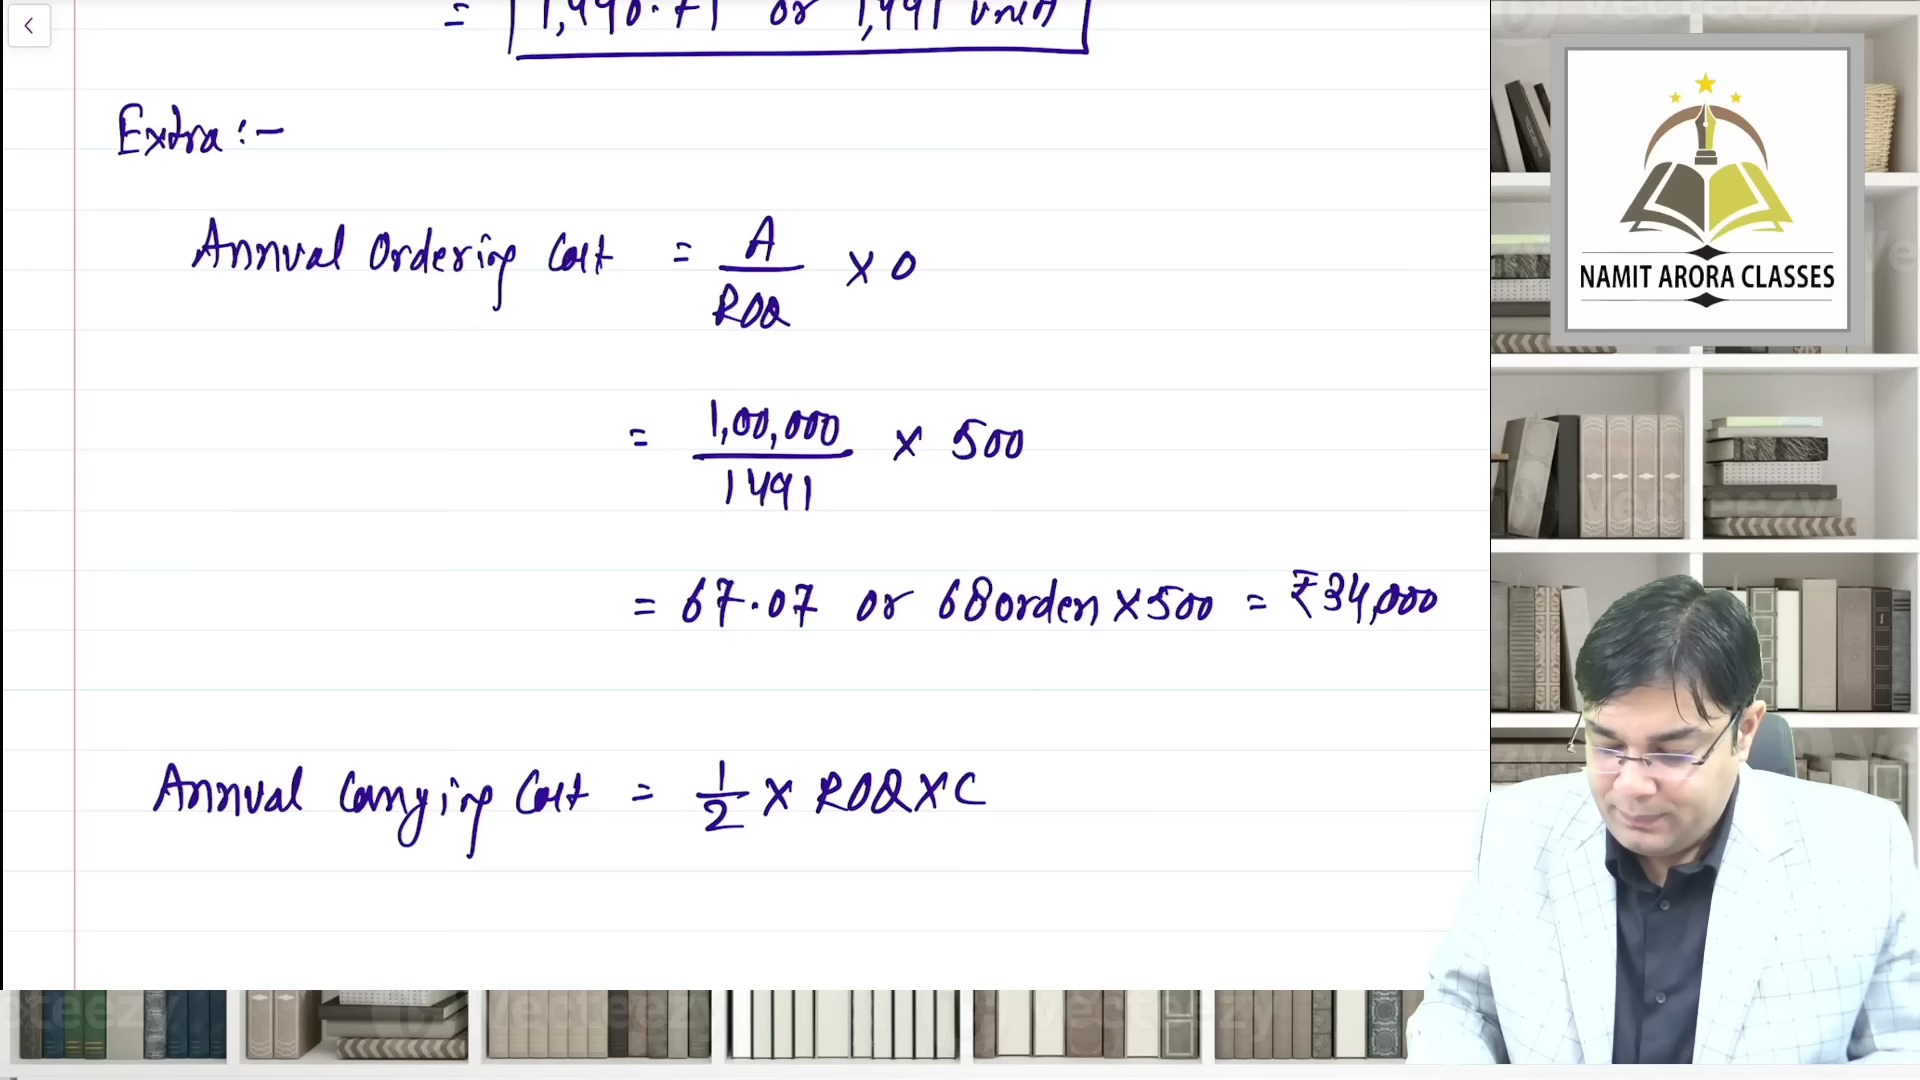 = 1,490.71 or 1,491 units
Extra :-
Annual Ordering Cost = A / ROQ × O
= 1,00,000 / 1491 × 500
= 67.07 or 68 orders × 500 = ₹34,000
Annual Carrying Cost = 1/2 × ROQ × C
NAMIT ARORA CLASSES